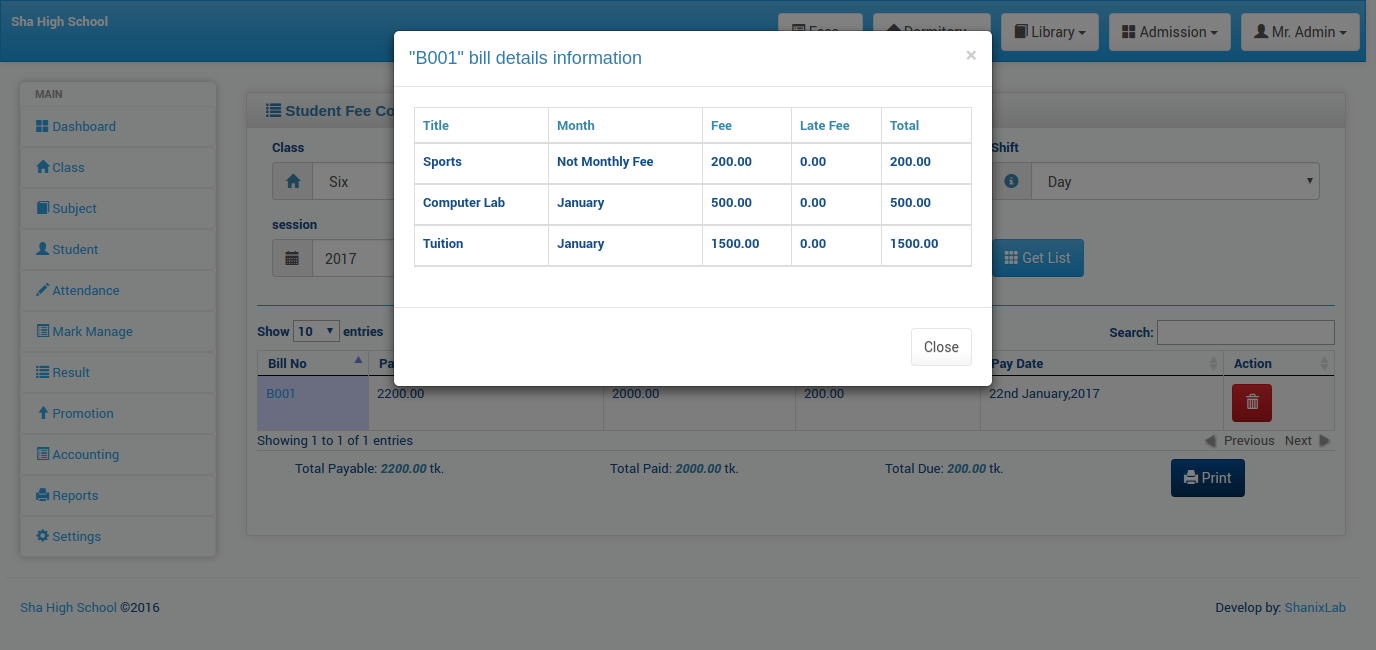 Sha High School
Fees Dormitory Library Admission Mr. Admin
"B001" bill details information ×
Title Month Fee Late Fee Total
Sports Not Monthly Fee 200.00 0.00 200.00
Computer Lab January 500.00 0.00 500.00
Tuition January 1500.00 0.00 1500.00
Close
MAIN
Dashboard
Class
Subject
Student
Attendance
Mark Manage
Result
Promotion
Accounting
Reports
Settings
Student Fee Co
Class Shift
Six Day
session
2017 Get List
Show 10 entries Search:
Bill No Pa Pay Date Action
B001 2200.00 2000.00 200.00 22nd January,2017
Showing 1 to 1 of 1 entries Previous Next
Total Payable: 2200.00 tk. Total Paid: 2000.00 tk. Total Due: 200.00 tk. Print
Sha High School ©2016 Develop by: ShanixLab